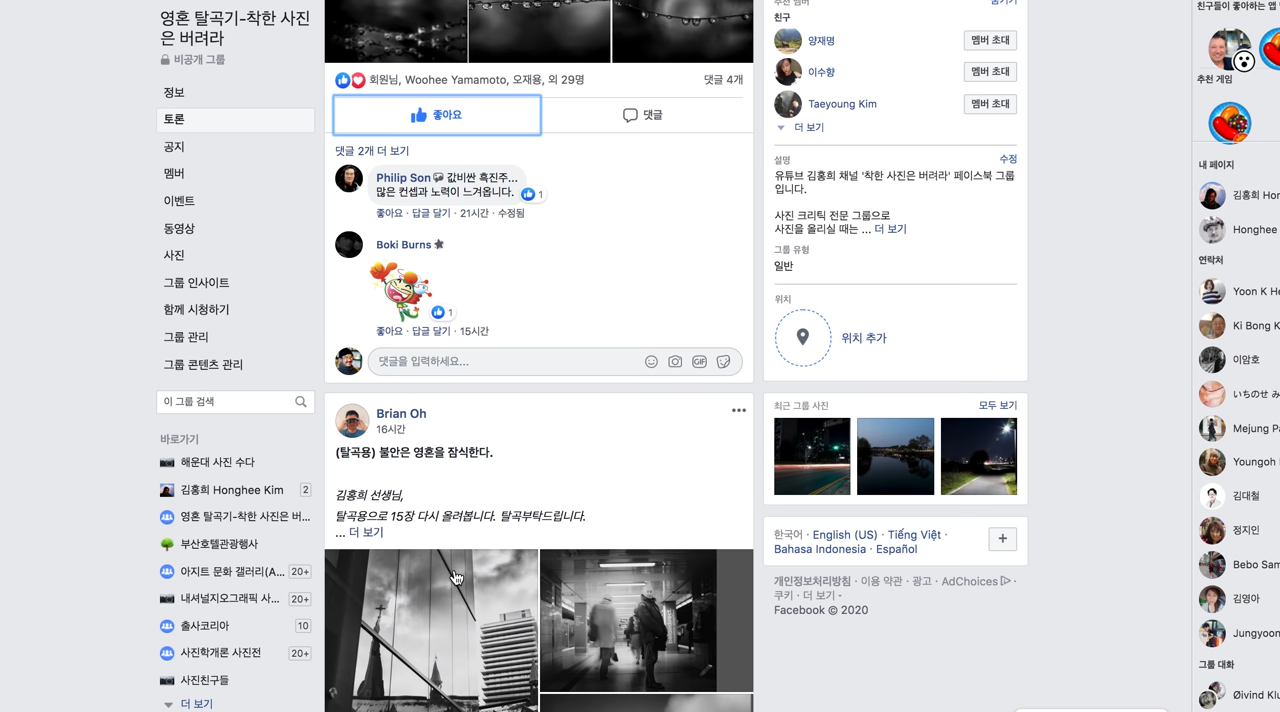 영혼 탈곡기-착한 사진
은 버려라
비공개 그룹
정보
토론
공지
멤버
이벤트
동영상
사진
그룹 인사이트
함께 시청하기
그룹 관리
그룹 콘텐츠 관리
이 그룹 검색
바로가기
해운대 사진 수다
김홍희 Honghee Kim 2
영혼 탈곡기-착한 사진은 버...
부산호텔관광행사
아지트 문화 갤러리(A... 20+
내셔널지오그래픽 사... 20+
출사코리아 10
사진학개론 사진전 20+
사진친구들
더 보기
회원님, Woohee Yamamoto, 오재용, 외 29명
댓글 4개
좋아요
댓글
댓글 2개 더 보기
Philip Son 값비싼 흑진주...
많은 컨셉과 노력이 느겨옵니다.
1
좋아요 · 답글 달기 · 21시간 · 수정됨
Boki Burns
1
좋아요 · 답글 달기 · 15시간
댓글을 입력하세요...
GIF
Brian Oh
16시간
(탈곡용) 불안은 영혼을 잠식한다.
김홍희 선생님,
탈곡용으로 15장 다시 올려봅니다. 탈곡부탁드립니다.
... 더 보기
친구
양재명 멤버 초대
이수향 멤버 초대
Taeyoung Kim 멤버 초대
더 보기
설명 수정
유튜브 김홍희 채널 '착한 사진은 버려라' 페이스북 그룹
입니다.
사진 크리틱 전문 그룹으로
사진을 올리실 때는 ... 더 보기
그룹 유형
일반
위치
위치 추가
최근 그룹 사진 모두 보기
한국어 · English (US) · Tiếng Việt ·
Bahasa Indonesia · Español
+
개인정보처리방침 · 이용 약관 · 광고 · AdChoices ·
쿠키 · 더 보기
Facebook © 2020
친구들이 좋아하는 앱
추천 게임
내 페이지
김홍희 Hon
Honghee
연락처
Yoon K He
Ki Bong K
이암호
いちのせ み
Mejung Pa
Youngoh
김대철
정지인
Bebo Sam
김영아
Jungyoon
그룹 대화
Øivind Klu